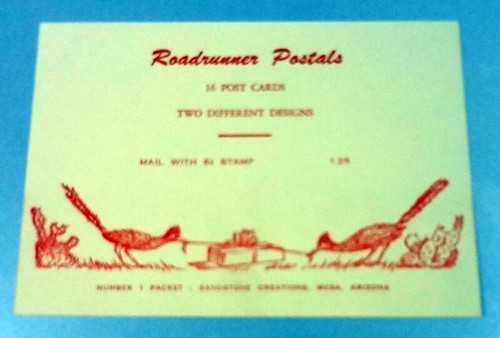 Roadrunner Postals
16 POST CARDS
TWO DIFFERENT DESIGNS
MAIL WITH 6¢ STAMP 1.25
NUMBER 1 PACKET - SANDSTONE CREATIONS, MESA, ARIZONA